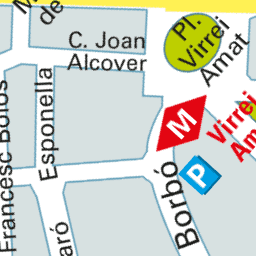 de
C. Joan
Alcover
Pl.
Virrei
Amat
Esponella
Francesc Bolós
M
Virrei
Am
P
Borbó
aró